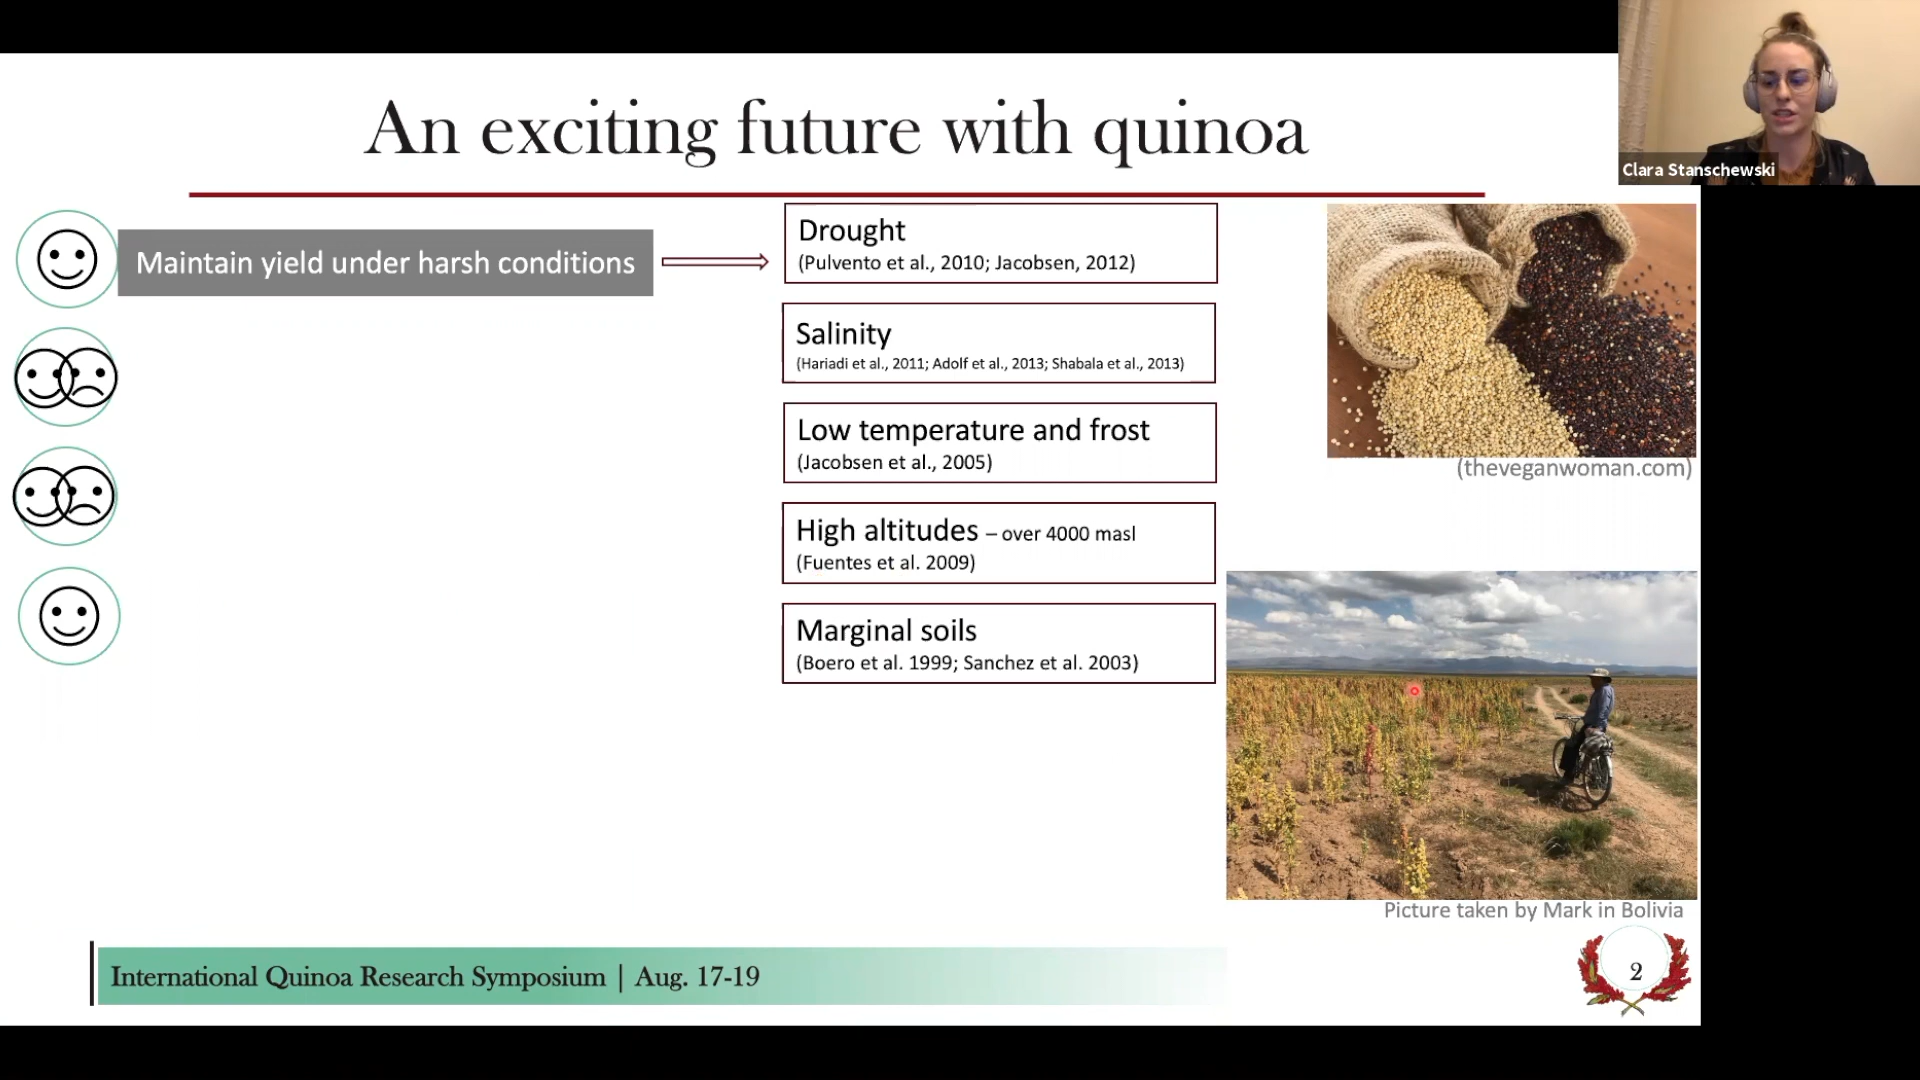 An exciting future with quinoa
Clara Stanschewski
Maintain yield under harsh conditions
Drought
(Pulvento et al., 2010; Jacobsen, 2012)
Salinity
(Hariadi et al., 2011; Adolf et al., 2013; Shabala et al., 2013)
Low temperature and frost
(Jacobsen et al., 2005)
High altitudes – over 4000 masl
(Fuentes et al. 2009)
Marginal soils
(Boero et al. 1999; Sanchez et al. 2003)
(theveganwoman.com)
Picture taken by Mark in Bolivia
International Quinoa Research Symposium | Aug. 17-19
2